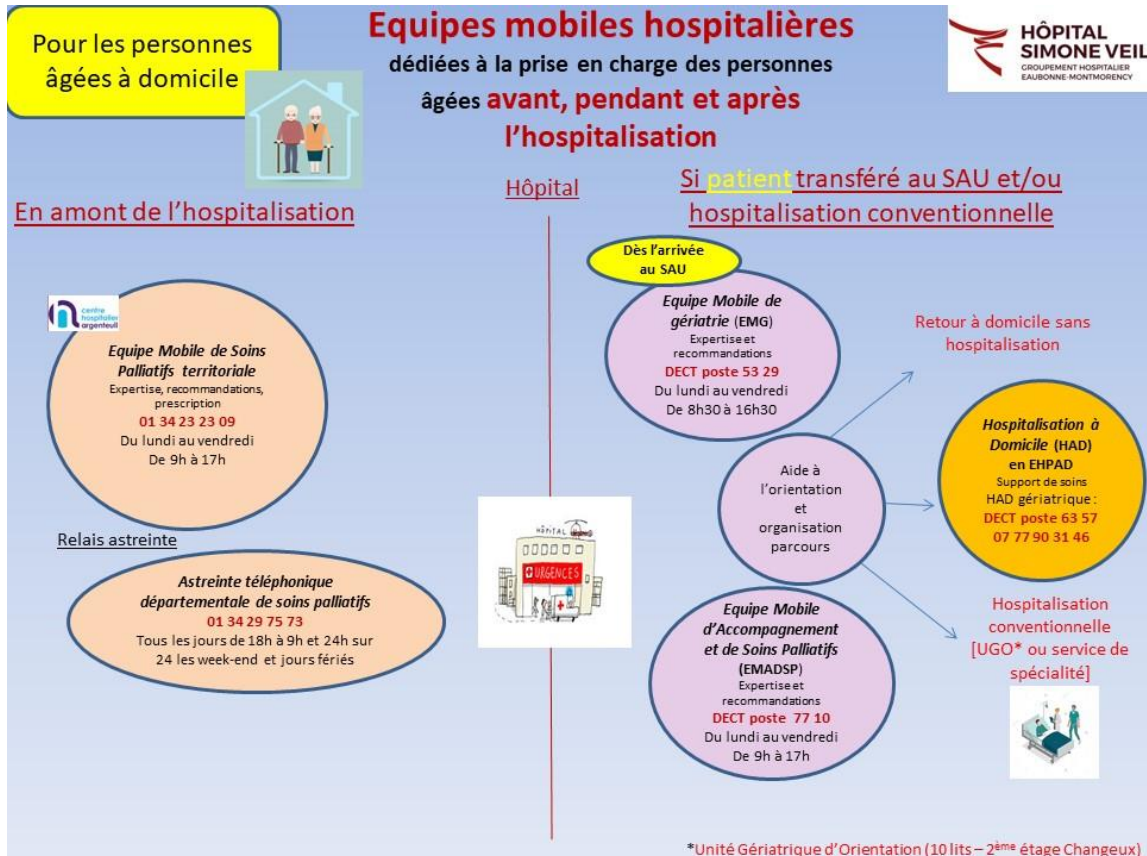 Pour les personnes
âgées à domicile
Equipes mobiles hospitalières
dédiées à la prise en charge des personnes
âgées avant, pendant et après
l'hospitalisation
HÔPITAL
SIMONE VEIL
GROUPEMENT HOSPITALIER
EAUBONNE-MONTMORENCY
En amont de l'hospitalisation
centre
hospitalier
argenteuil
Equipe Mobile de Soins
Palliatifs territoriale
Expertise, recommandations,
prescription
01 34 23 23 09
Du lundi au vendredi
De 9h à 17h
Relais astreinte
Astreinte téléphonique
départementale de soins palliatifs
01 34 29 75 73
Tous les jours de 18h à 9h et 24h sur
24 les week-end et jours fériés
Hôpital
HÔPITAL
URGENCES
Si patient transféré au SAU et/ou
hospitalisation conventionnelle
Dès l'arrivée
au SAU
Equipe Mobile de
gériatrie (EMG)
Expertise et
recommandations
DECT poste 53 29
Du lundi au vendredi
De 8h30 à 16h30
Aide à
l'orientation
et
organisation
parcours
Equipe Mobile
d'Accompagnement
et de Soins Palliatifs
(EMADSP)
Expertise et
recommandations
DECT poste 77 10
Du lundi au vendredi
De 9h à 17h
Retour à domicile sans
hospitalisation
Hospitalisation à
Domicile (HAD)
en EHPAD
Support de soins
HAD gériatrique :
DECT poste 63 57
07 77 90 31 46
Hospitalisation
conventionnelle
[UGO* ou service de
spécialité]
*Unité Gériatrique d'Orientation (10 lits – 2ème étage Changeux)